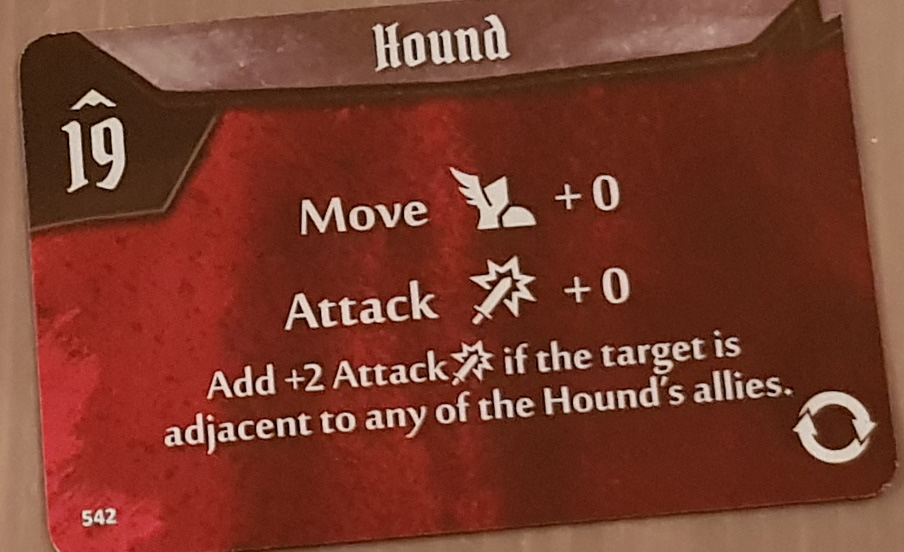 Hound
19
Move +0
Attack +0
Add +2 Attack if the target is
adjacent to any of the Hound's allies.
542